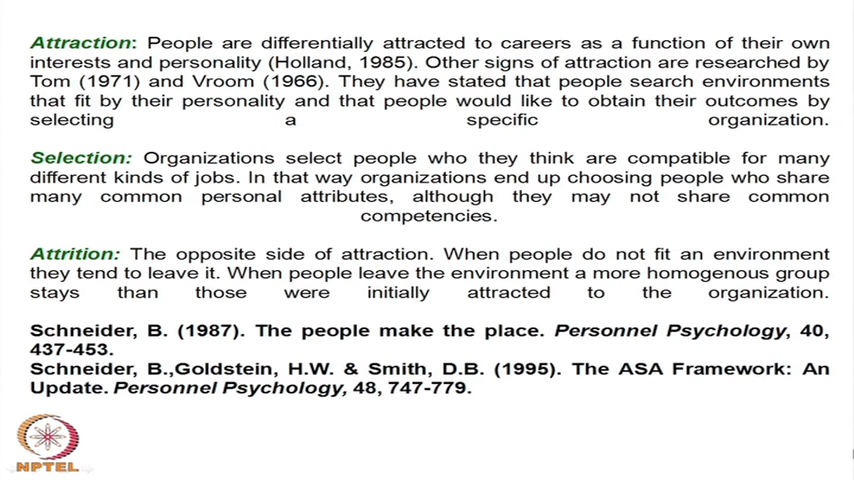 Attraction: People are differentially attracted to careers as a function of their own
interests and personality (Holland, 1985). Other signs of attraction are researched by
Tom (1971) and Vroom (1966). They have stated that people search environments
that fit by their personality and that people would like to obtain their outcomes by
selecting a specific organization.
Selection: Organizations select people who they think are compatible for many
different kinds of jobs. In that way organizations end up choosing people who share
many common personal attributes, although they may not share common
competencies.
Attrition: The opposite side of attraction. When people do not fit an environment
they tend to leave it. When people leave the environment a more homogenous group
stays than those were initially attracted to the organization.
Schneider, B. (1987). The people make the place. Personnel Psychology, 40,
437-453.
Schneider, B.,Goldstein, H.W. & Smith, D.B. (1995). The ASA Framework: An
Update. Personnel Psychology, 48, 747-779.
NPTEL